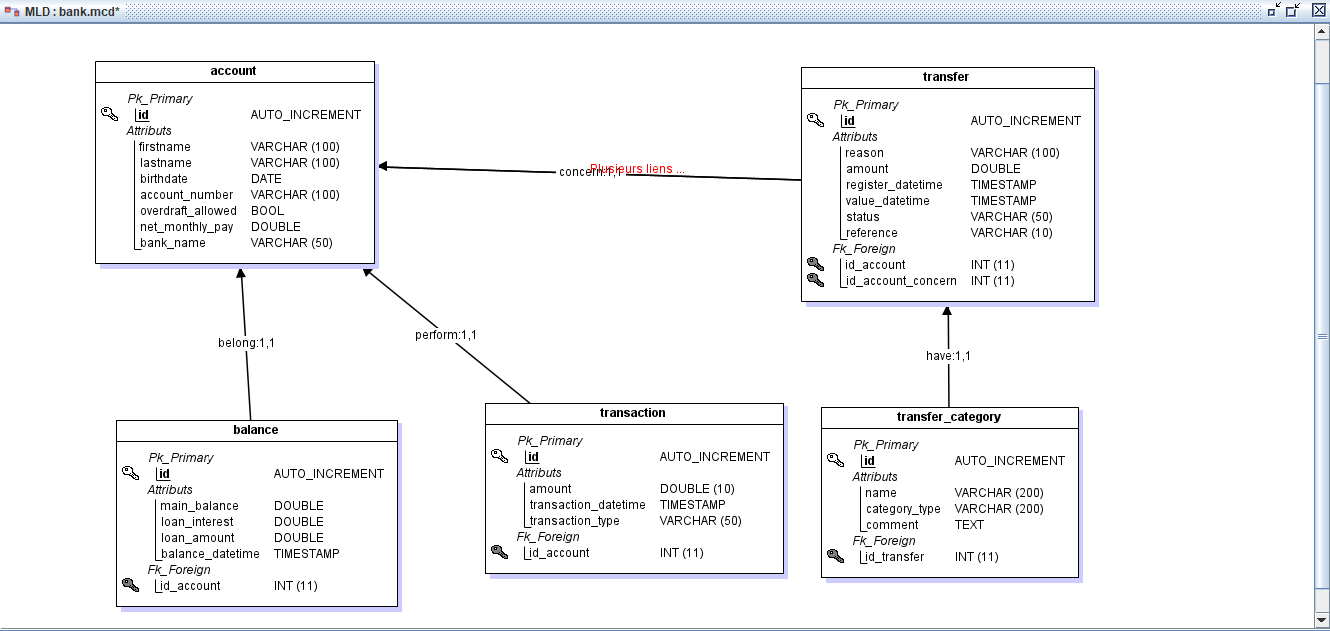 MLD : bank.mcd*
account
Pk_Primary
id AUTO_INCREMENT
Attributs
firstname VARCHAR (100)
lastname VARCHAR (100)
birthdate DATE
account_number VARCHAR (100)
overdraft_allowed BOOL
net_monthly_pay DOUBLE
bank_name VARCHAR (50)
concern:1,1
Plusieurs liens ...
transfer
Pk_Primary
id AUTO_INCREMENT
Attributs
reason VARCHAR (100)
amount DOUBLE
register_datetime TIMESTAMP
value_datetime TIMESTAMP
status VARCHAR (50)
reference VARCHAR (10)
Fk_Foreign
id_account INT (11)
id_account_concern INT (11)
belong:1,1
perform:1,1
have:1,1
balance
Pk_Primary
id AUTO_INCREMENT
Attributs
main_balance DOUBLE
loan_interest DOUBLE
loan_amount DOUBLE
balance_datetime TIMESTAMP
Fk_Foreign
id_account INT (11)
transaction
Pk_Primary
id AUTO_INCREMENT
Attributs
amount DOUBLE (10)
transaction_datetime TIMESTAMP
transaction_type VARCHAR (50)
Fk_Foreign
id_account INT (11)
transfer_category
Pk_Primary
id AUTO_INCREMENT
Attributs
name VARCHAR (200)
category_type VARCHAR (200)
comment TEXT
Fk_Foreign
id_transfer INT (11)